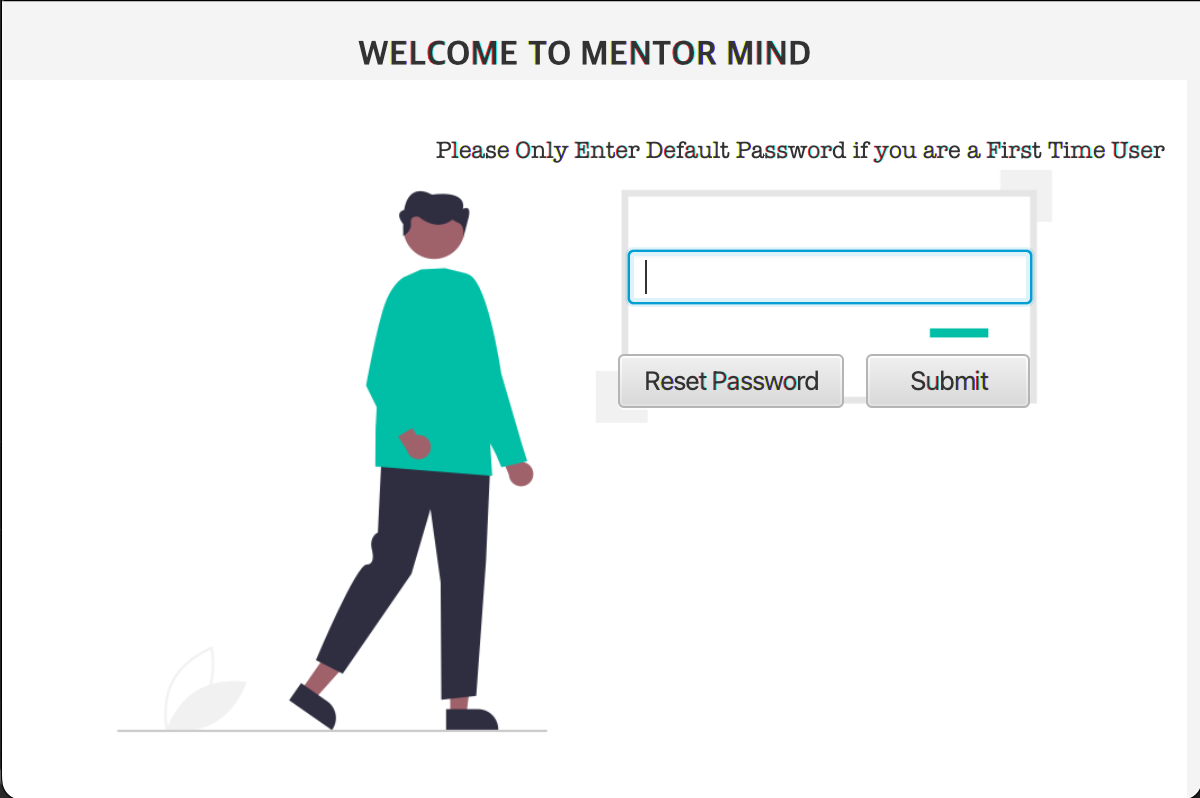 WELCOME TO MENTOR MIND
Please Only Enter Default Password if you are a First Time User
Reset Password
Submit